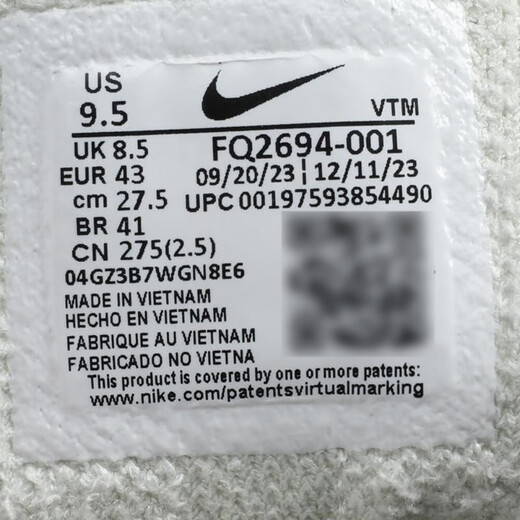 US
9.5
VTM
UK 8.5
FQ2694-001
EUR 43
09/20/23 ¦ 12/11/23
cm 27.5
UPC 00197593854490
BR 41
CN 275(2.5)
04GZ3B7WGN8E6
MADE IN VIETNAM
HECHO EN VIETNAM
FABRIQUE AU VIETNAM
FABRICADO NO VIETNA
This product is covered by one or more patents:
www.nike.com/patentsvirtualmarking